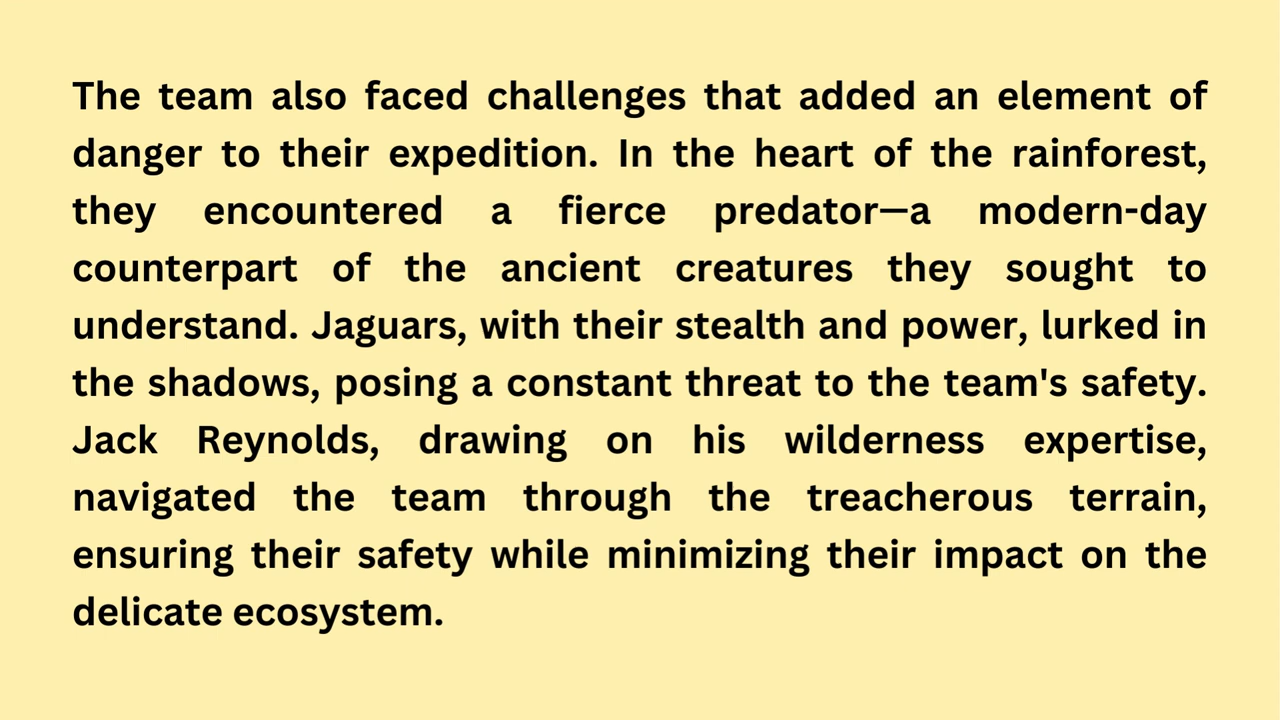 The team also faced challenges that added an element of
danger to their expedition. In the heart of the rainforest,
they encountered a fierce predator—a modern-day
counterpart of the ancient creatures they sought to
understand. Jaguars, with their stealth and power, lurked in
the shadows, posing a constant threat to the team's safety.
Jack Reynolds, drawing on his wilderness expertise,
navigated the team through the treacherous terrain,
ensuring their safety while minimizing their impact on the
delicate ecosystem.